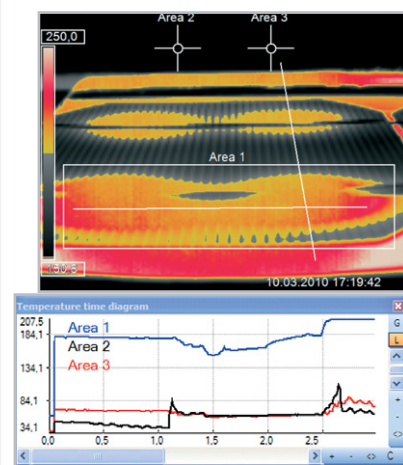 Area 2 Area 3
250,0
Area 1
150,6
10.03.2010 17:19:42
Temperature time diagram
207,5
184,1
134,1
84,1
34,1
Area 1
Area 2
Area 3
0.0 0.5 1.0 1.5 2.0 2.5
G
L
+
-
<>
+ - <> C